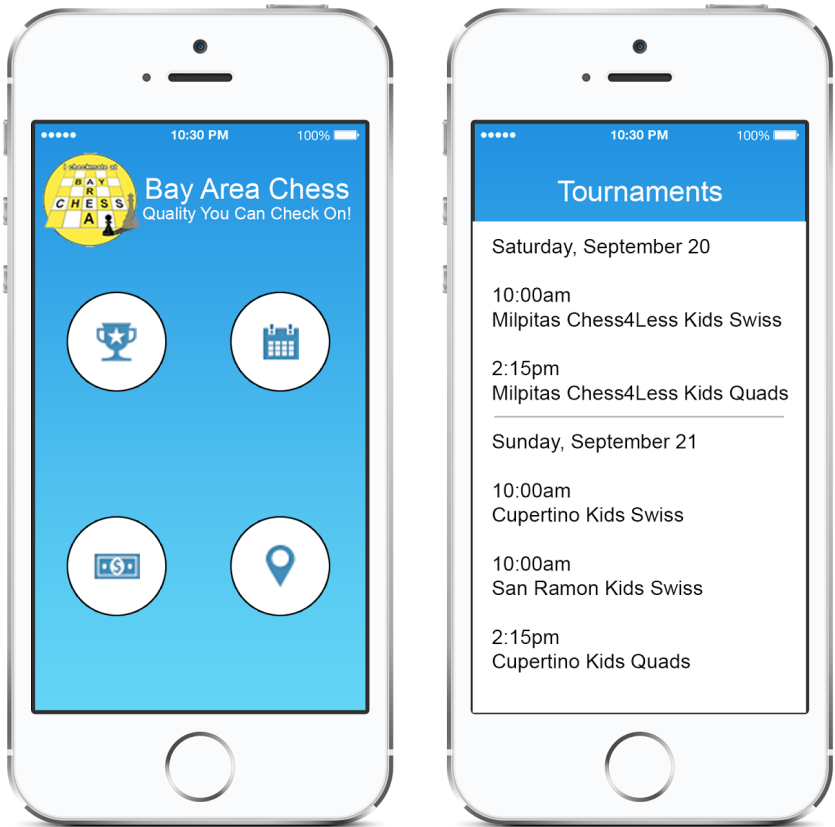 10:30 PM
100%
I checkmate at
BAY
AREA
CHESS
Bay Area Chess
Quality You Can Check On!
$
10:30 PM
100%
Tournaments
Saturday, September 20
10:00am
Milpitas Chess4Less Kids Swiss
2:15pm
Milpitas Chess4Less Kids Quads
Sunday, September 21
10:00am
Cupertino Kids Swiss
10:00am
San Ramon Kids Swiss
2:15pm
Cupertino Kids Quads